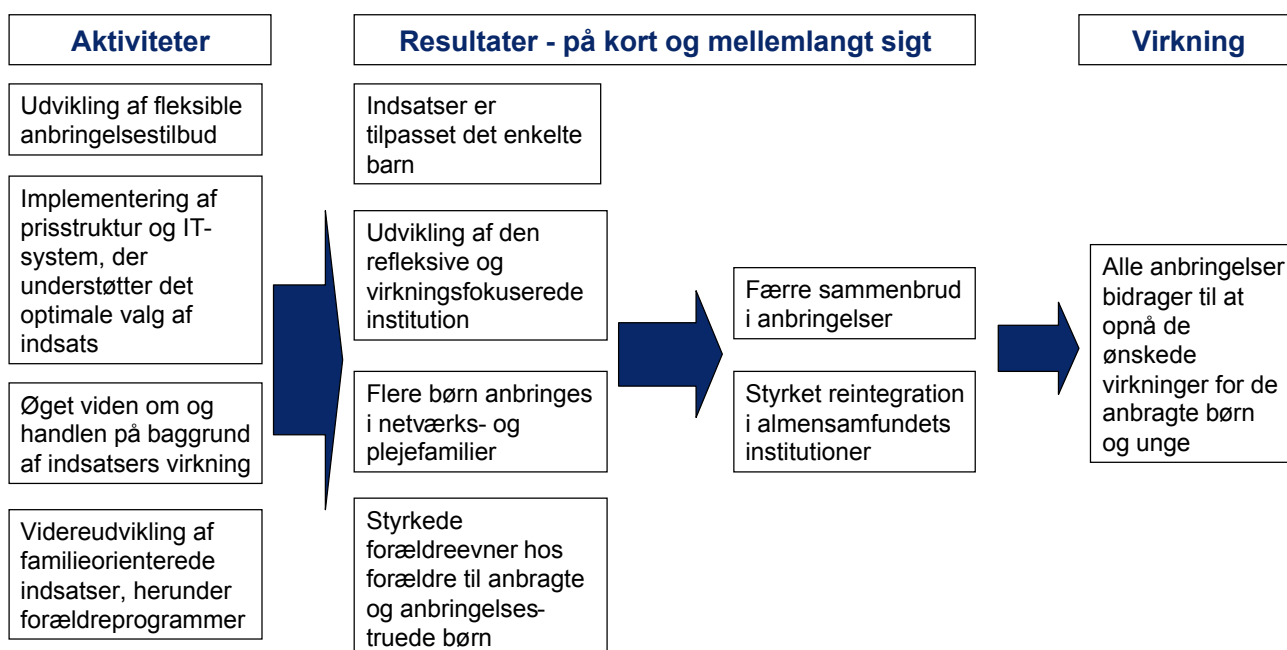 Aktiviteter
Resultater - på kort og mellemlangt sigt
Virkning
Udvikling af fleksible
anbringelsestilbud
Implementering af
prisstruktur og IT-
system, der
understøtter det
optimale valg af
indsats
Øget viden om og
handlen på baggrund
af indsatsers virkning
Videreudvikling af
familieorienterede
indsatser, herunder
forældreprogrammer
Indsatser er
tilpasset det enkelte
barn
Udvikling af den
refleksive og
virkningsfokuserede
institution
Flere børn anbringes
i netværks- og
plejefamilier
Styrkede
forældreevner hos
forældre til anbragte
og anbringelses-
truede børn
Færre sammenbrud
i anbringelser
Styrket reintegration
i almensamfundets
institutioner
Alle anbringelser
bidrager til at
opnå de
ønskede
virkninger for de
anbragte børn
og unge